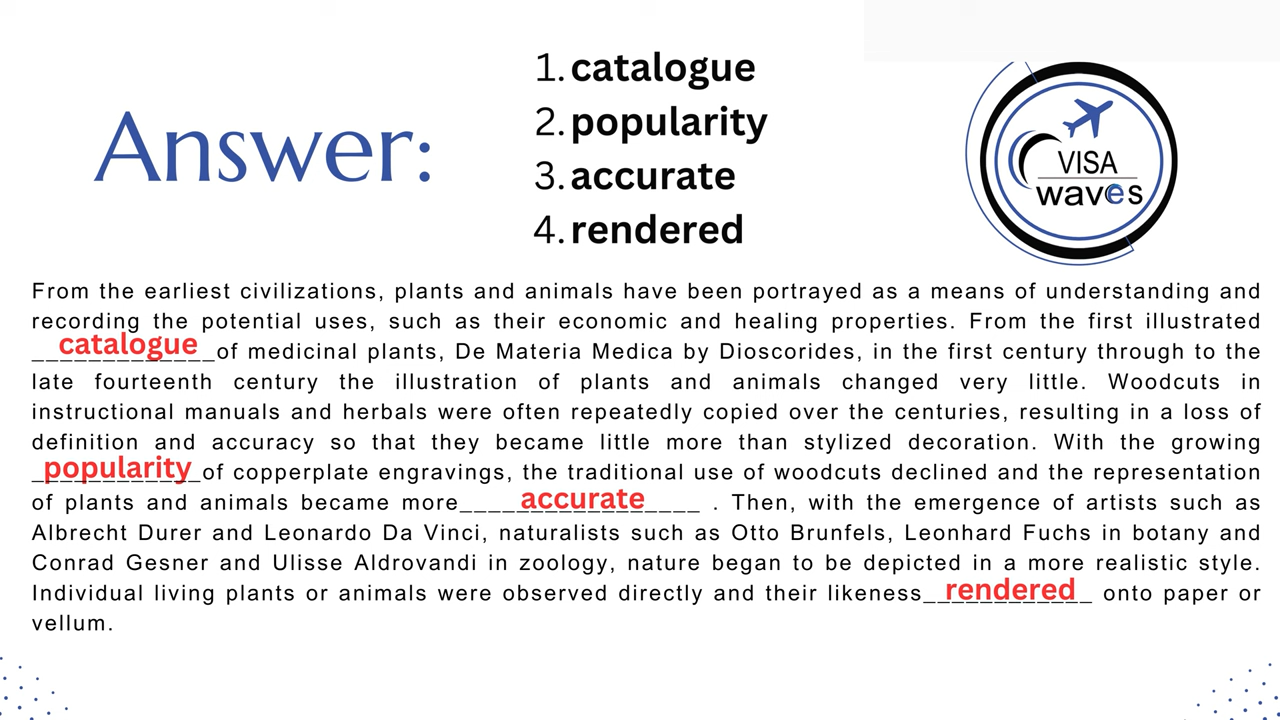 Answer:
1. catalogue
2. popularity
3. accurate
4. rendered
VISA
waves
From the earliest civilizations, plants and animals have been portrayed as a means of understanding and
recording the potential uses, such as their economic and healing properties. From the first illustrated
catalogue of medicinal plants, De Materia Medica by Dioscorides, in the first century through to the
late fourteenth century the illustration of plants and animals changed very little. Woodcuts in
instructional manuals and herbals were often repeatedly copied over the centuries, resulting in a loss of
definition and accuracy so that they became little more than stylized decoration. With the growing
popularity of copperplate engravings, the traditional use of woodcuts declined and the representation
of plants and animals became more accurate . Then, with the emergence of artists such as
Albrecht Durer and Leonardo Da Vinci, naturalists such as Otto Brunfels, Leonhard Fuchs in botany and
Conrad Gesner and Ulisse Aldrovandi in zoology, nature began to be depicted in a more realistic style.
Individual living plants or animals were observed directly and their likeness rendered onto paper or
vellum.